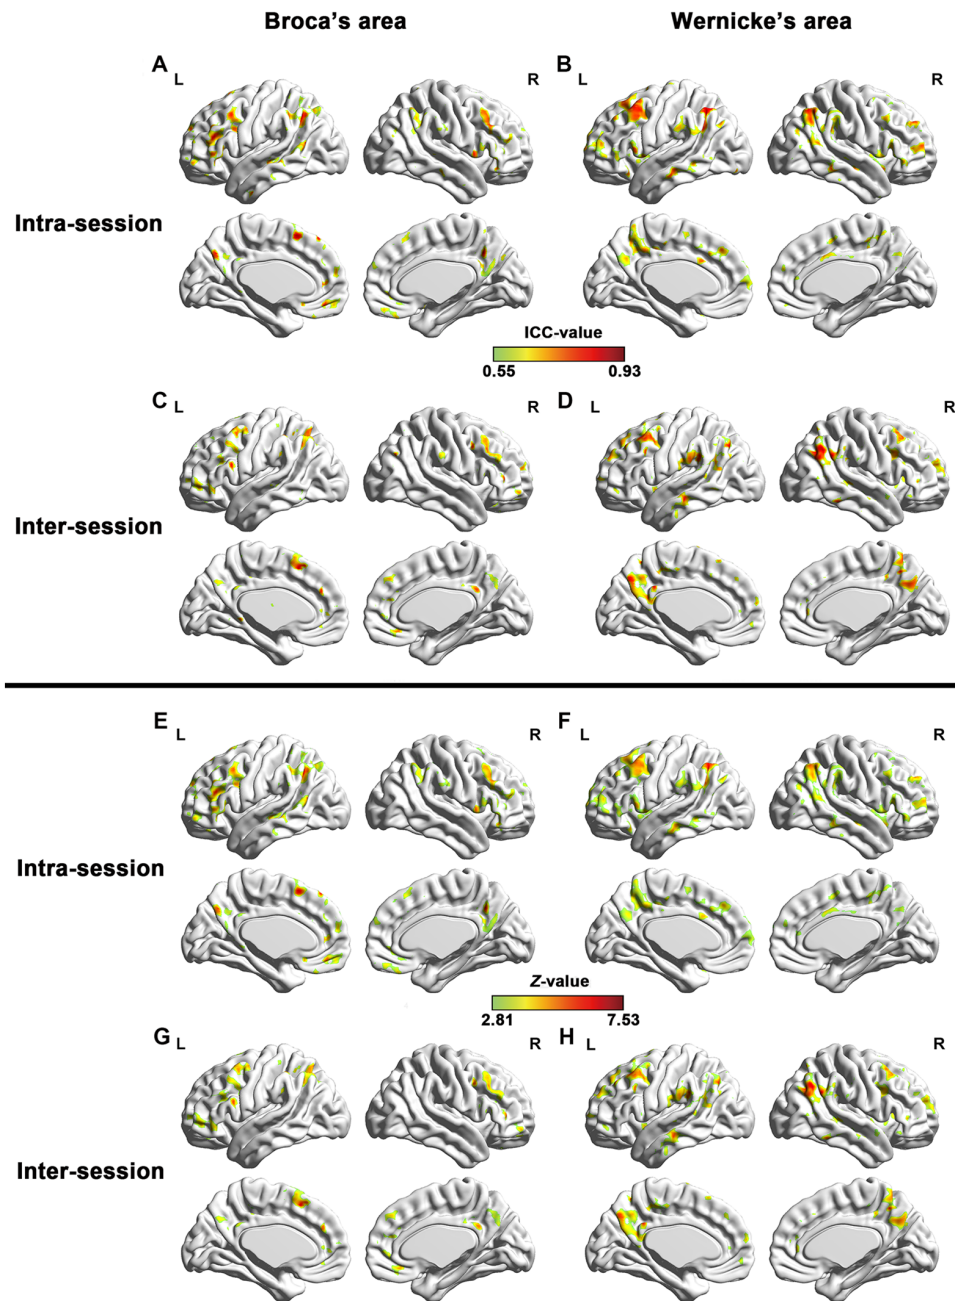 Broca's area Wernicke's area
A L R B L R
Intra-session
ICC-value
0.55 0.93
C L R D L R
Inter-session
E L R F L R
Intra-session
Z-value
2.81 7.53
G L R H L R
Inter-session